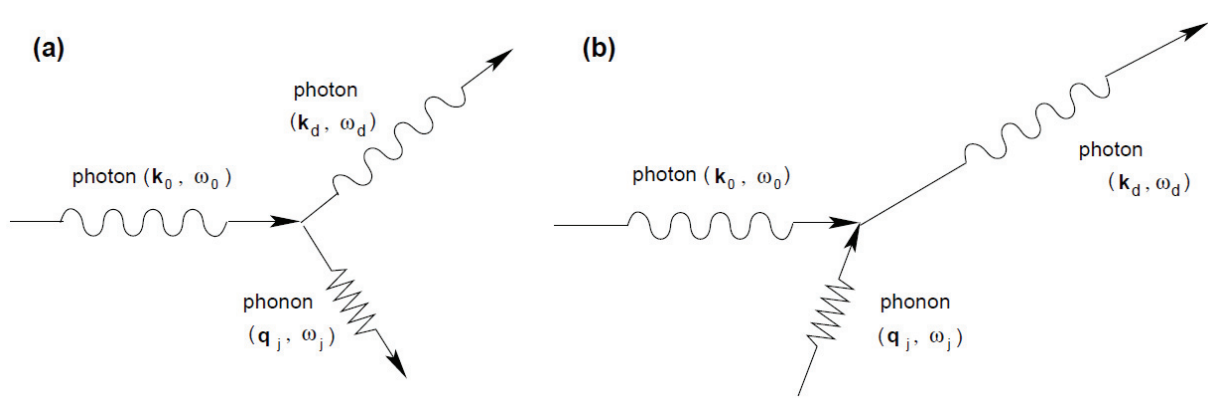 (a)
photon
(k_d, ω_d)
photon (k_0, ω_0)
phonon
(q_j, ω_j)
(b)
photon (k_0, ω_0)
photon
(k_d, ω_d)
phonon
(q_j, ω_j)